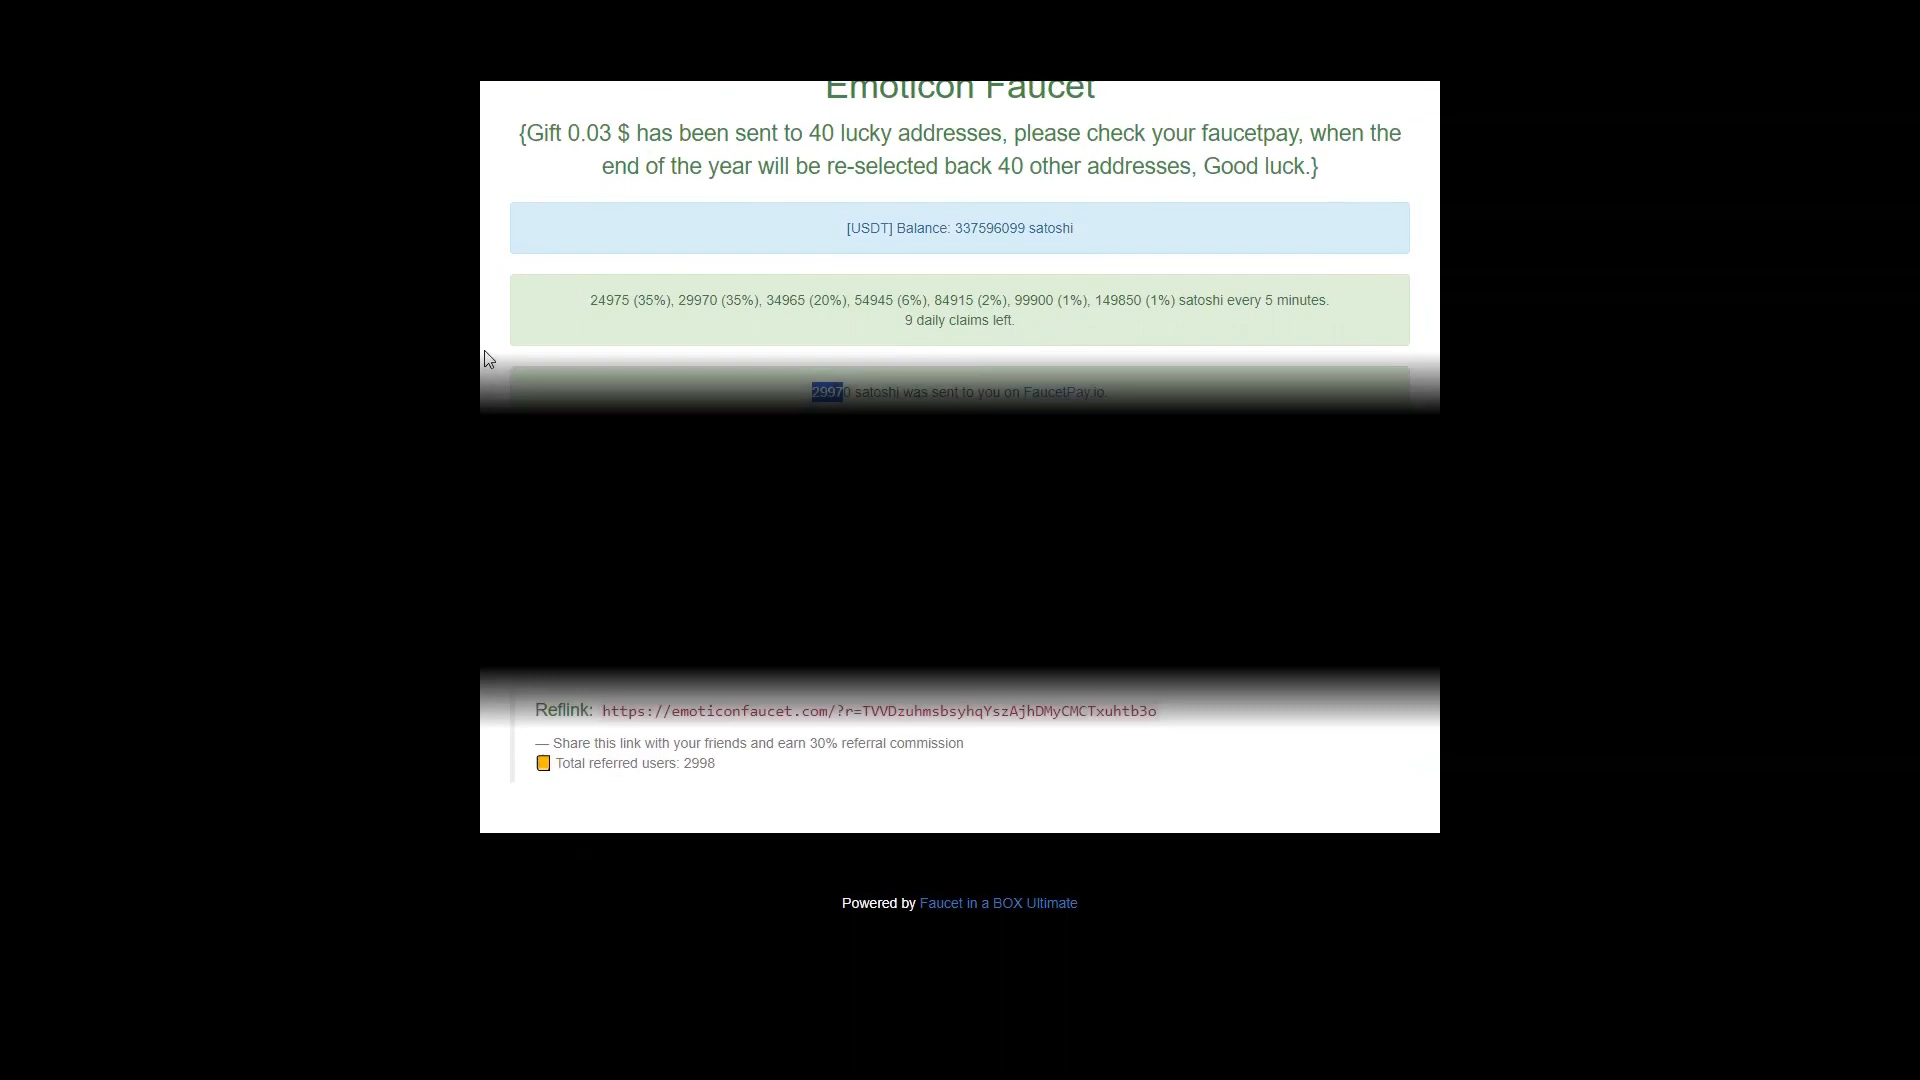 Emoticon Faucet
{Gift 0.03 $ has been sent to 40 lucky addresses, please check your faucetpay, when the
end of the year will be re-selected back 40 other addresses, Good luck.}
[USDT] Balance: 337596099 satoshi
24975 (35%), 29970 (35%), 34965 (20%), 54945 (6%), 84915 (2%), 99900 (1%), 149850 (1%) satoshi every 5 minutes.
9 daily claims left.
29970 satoshi was sent to you on FaucetPay.io.
Reflink: https://emoticonfaucet.com/?r=TVVDzuhmsbsyhqYszAjhDMyCMCTxuhtb3o
— Share this link with your friends and earn 30% referral commission
Total referred users: 2998
Powered by Faucet in a BOX Ultimate